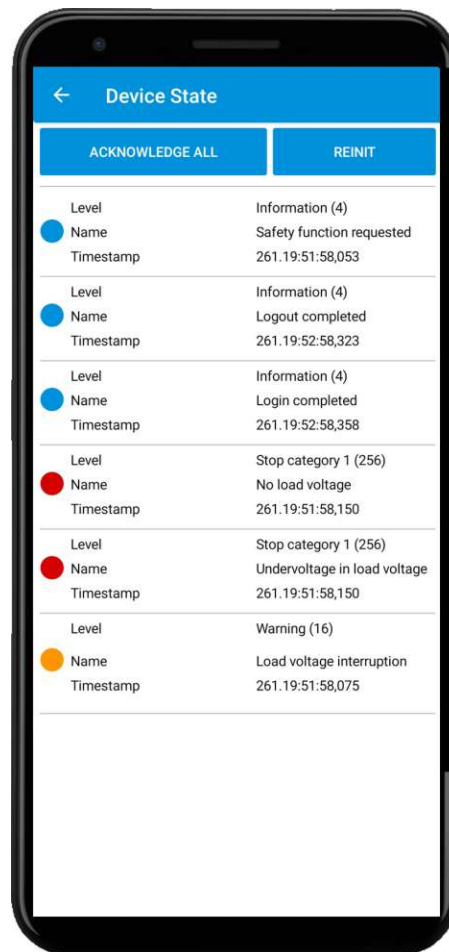 Device State
ACKNOWLEDGE ALL REINIT
Level Information (4)
Name Safety function requested
Timestamp 261.19:51:58,053
Level Information (4)
Name Logout completed
Timestamp 261.19:52:58,323
Level Information (4)
Name Login completed
Timestamp 261.19:52:58,358
Level Stop category 1 (256)
Name No load voltage
Timestamp 261.19:51:58,150
Level Stop category 1 (256)
Name Undervoltage in load voltage
Timestamp 261.19:51:58,150
Level Warning (16)
Name Load voltage interruption
Timestamp 261.19:51:58,075